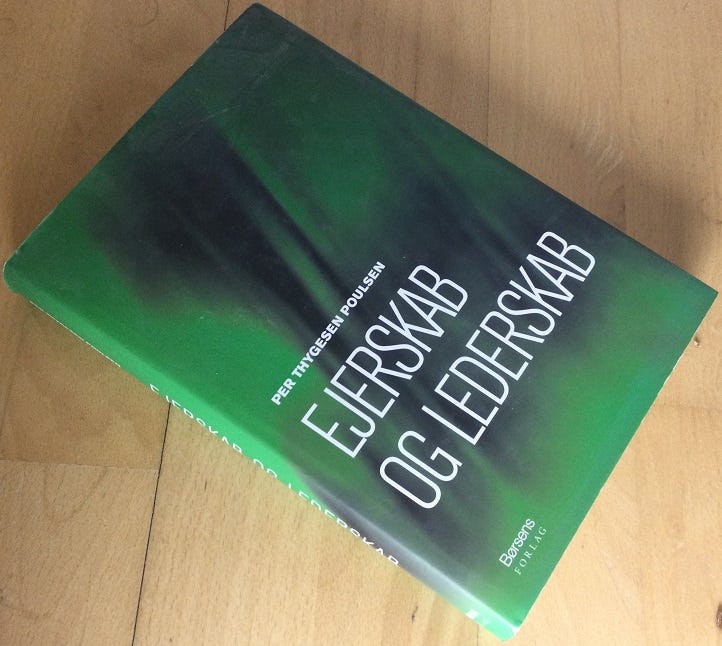 PER THYGESEN POULSEN
EJERSKAB
OG LEDERSKAB
Børsens
FORLAG
EJERSKAB OG LEDERSKAB